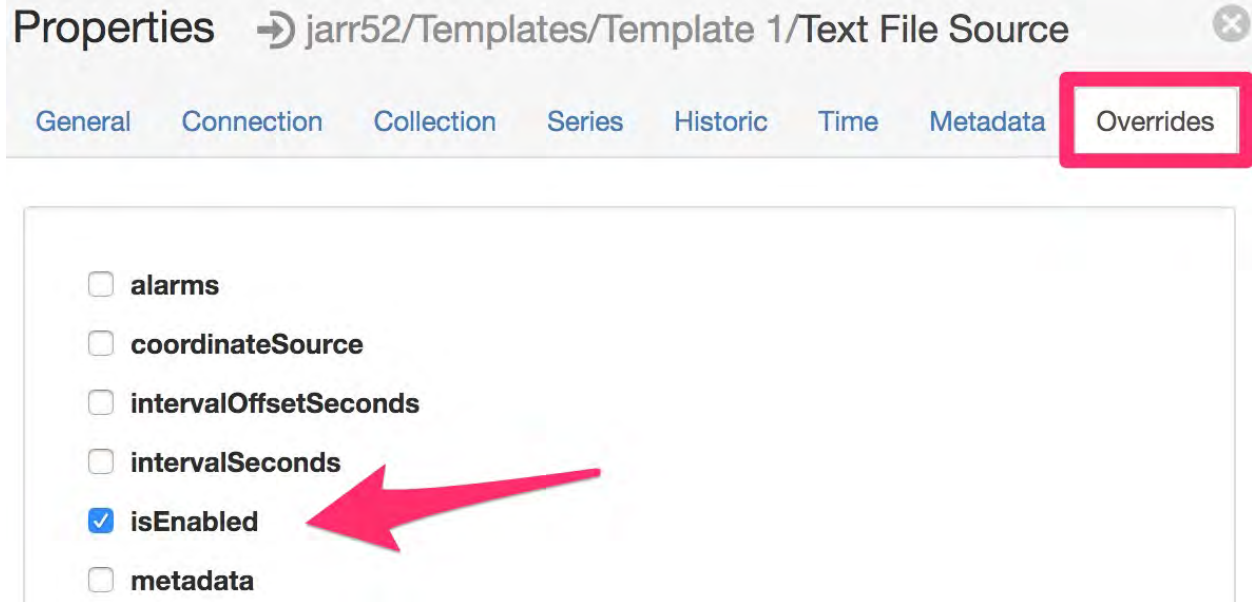 Properties jarr52/Templates/Template 1/Text File Source
General Connection Collection Series Historic Time Metadata Overrides
alarms
coordinateSource
intervalOffsetSeconds
intervalSeconds
isEnabled
metadata